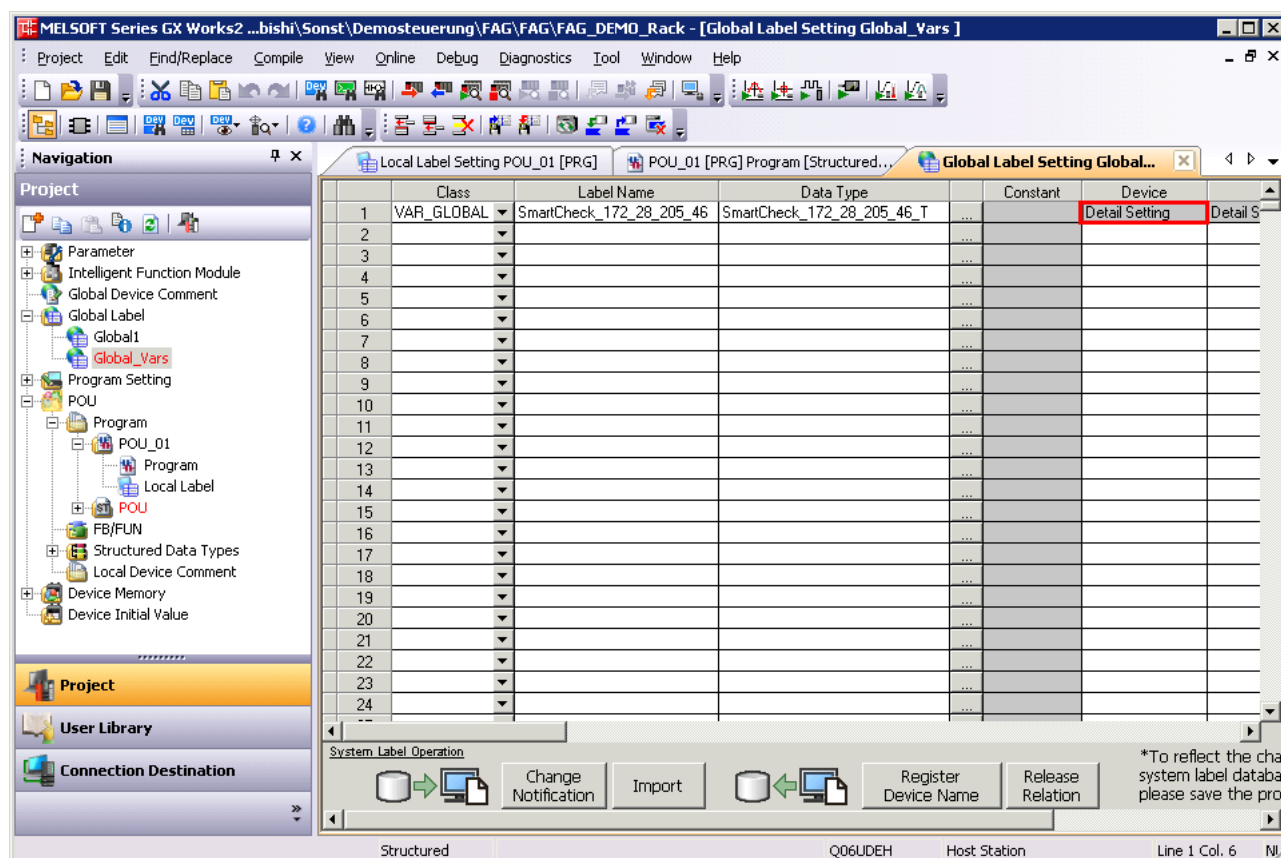 MELSOFT Series GX Works2 ...bishi\Sonst\Demosteuerung\FAG\FAG\FAG_DEMO_Rack - [Global Label Setting Global_Vars ]
Project Edit Find/Replace Compile View Online Debug Diagnostics Tool Window Help
Navigation
Project
Parameter
Intelligent Function Module
Global Device Comment
Global Label
Global1
Global_Vars
Program Setting
POU
Program
POU_01
Program
Local Label
POU
FB/FUN
Structured Data Types
Local Device Comment
Device Memory
Device Initial Value
Project
User Library
Connection Destination
Local Label Setting POU_01 [PRG] POU_01 [PRG] Program [Structured... Global Label Setting Global...
Class Label Name Data Type Constant Device
1 VAR_GLOBAL SmartCheck_172_28_205_46 SmartCheck_172_28_205_46_T ... Detail Setting Detail S
2 ...
3 ...
4 ...
5 ...
6 ...
7 ...
8 ...
9 ...
10 ...
11 ...
12 ...
13 ...
14 ...
15 ...
16 ...
17 ...
18 ...
19 ...
20 ...
21 ...
22 ...
23 ...
24 ...
System Label Operation
Change
Notification
Import
Register
Device Name
Release
Relation
*To reflect the cha
system label databa
please save the pro
Structured Q06UDEH Host Station Line 1 Col. 6